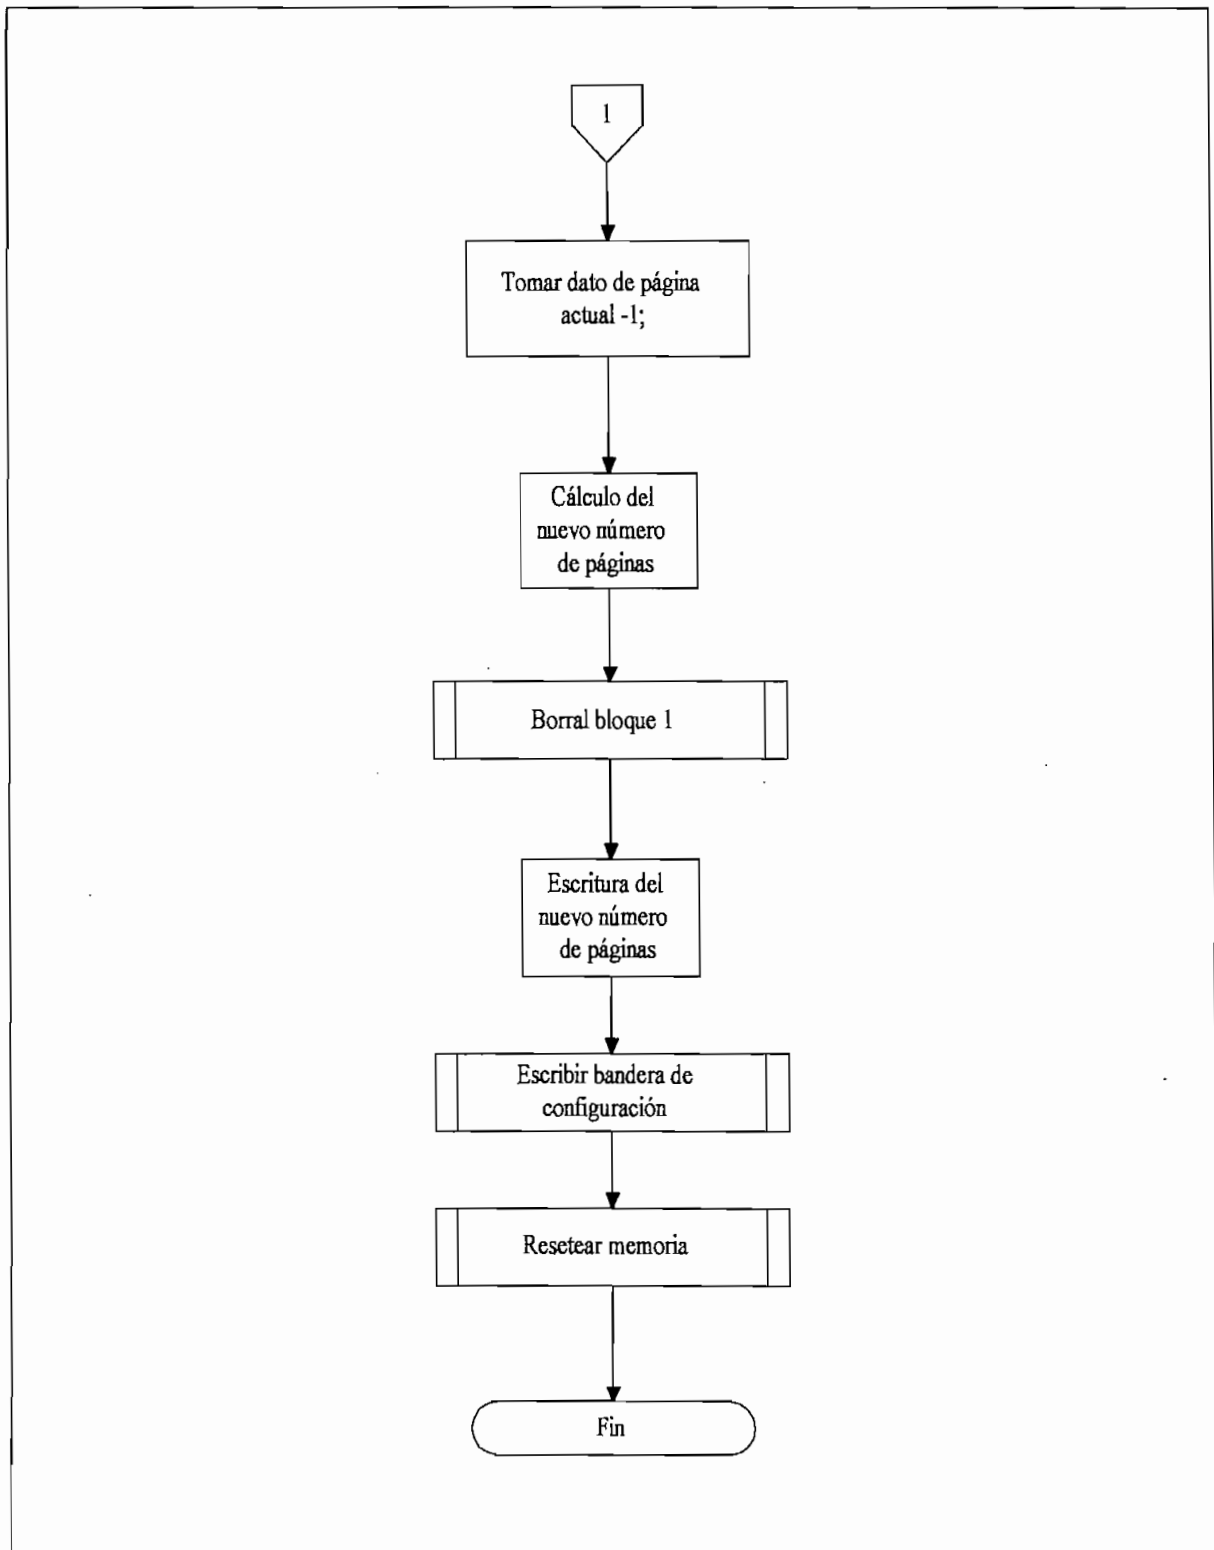 1
Tomar dato de página
actual -1;
Cálculo del
nuevo número
de páginas
Borral bloque 1
Escritura del
nuevo número
de páginas
Escribir bandera de
configuración
Resetear memoria
Fin